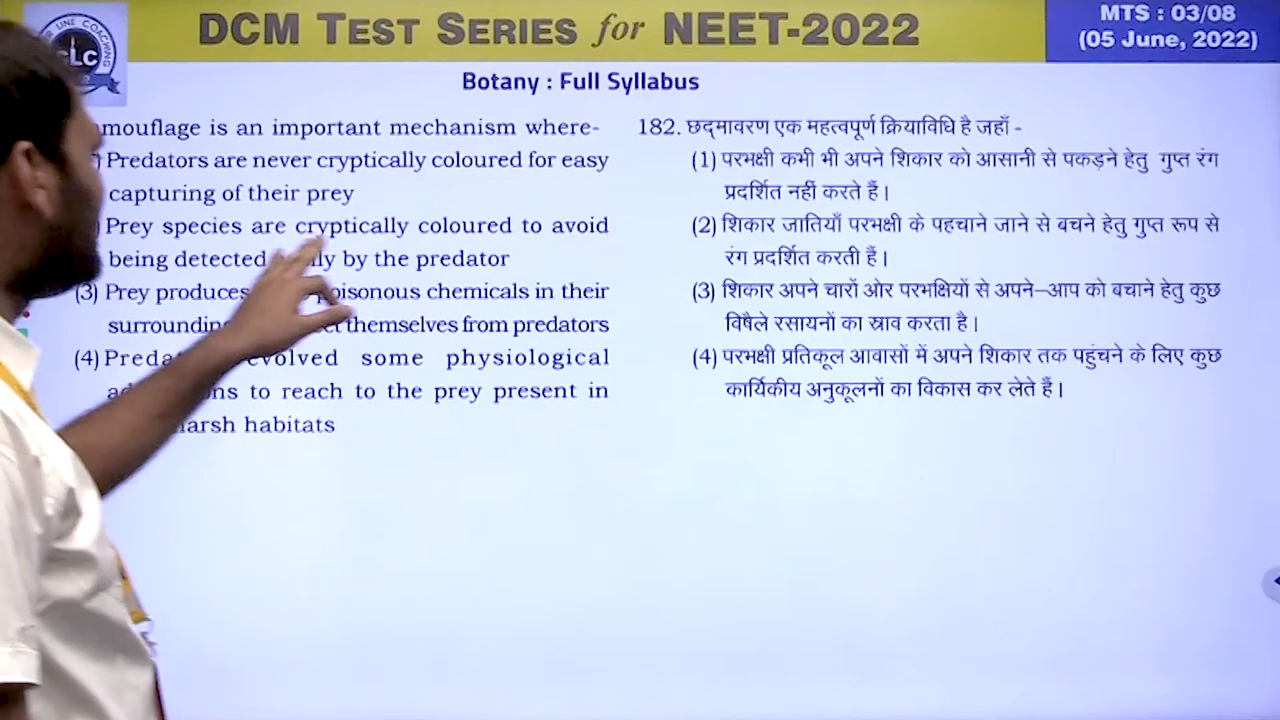 DCM TEST SERIES for NEET-2022
MTS : 03/08
(05 June, 2022)
LINE COACHING
Botany : Full Syllabus
mouflage is an important mechanism where-
Predators are never cryptically coloured for easy
capturing of their prey
Prey species are cryptically coloured to avoid
being detected by the predator
(3) Prey produces poisonous chemicals in their
themselves from predators
(4) evolved some physiological
to reach to the prey present in
habitats
182. छद्मावरण एक महत्वपूर्ण क्रियाविधि है जहाँ -
(1) परभक्षी कभी भी अपने शिकार को आसानी से पकड़ने हेतु गुप्त रंग
प्रदर्शित नहीं करते हैं।
(2) शिकार जातियाँ परभक्षी के पहचाने जाने से बचने हेतु गुप्त रूप से
रंग प्रदर्शित करती हैं।
(3) शिकार अपने चारों ओर परभक्षियों से अपने–आप को बचाने हेतु कुछ
विषैले रसायनों का स्राव करता है।
(4) परभक्षी प्रतिकूल आवासों में अपने शिकार तक पहुंचने के लिए कुछ
कार्यिकीय अनुकूलनों का विकास कर लेते हैं।